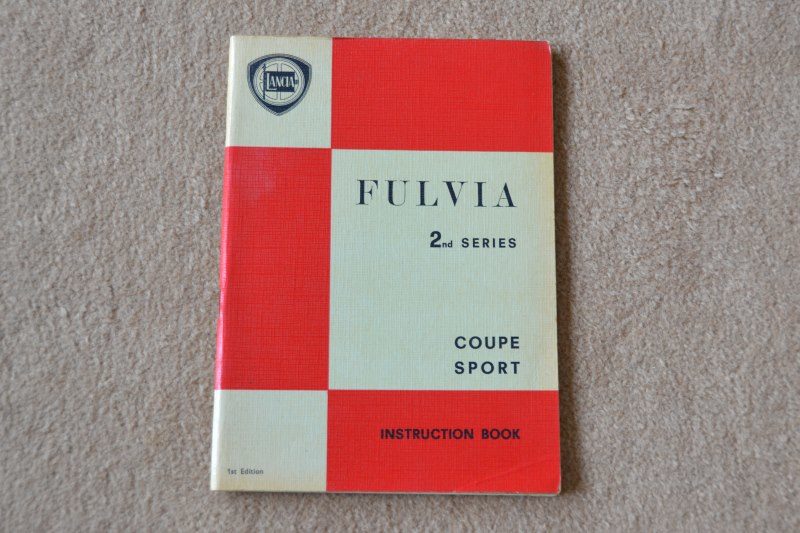 LANCIA
FULVIA
2nd SERIES
COUPE
SPORT
INSTRUCTION BOOK
1st Edition